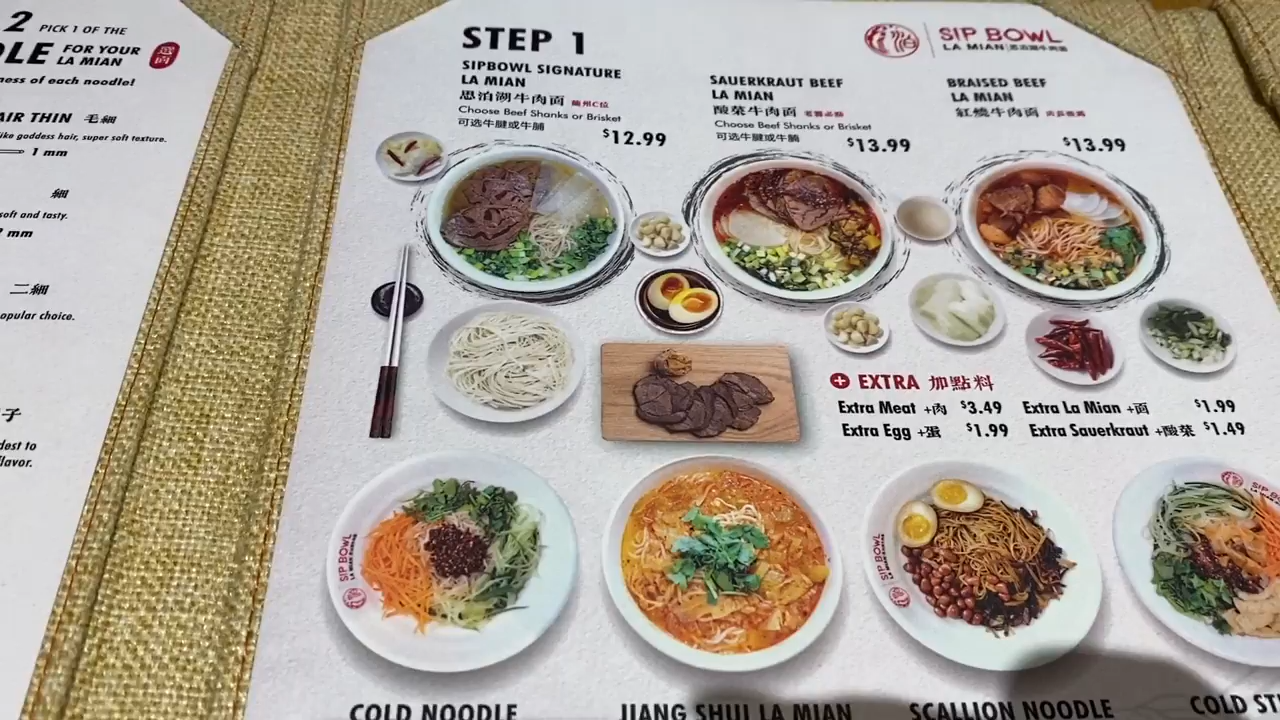 2 PICK 1 OF THE
DLE FOR YOUR
LA MIAN
ness of each noodle!
AIR THIN 毛細
like goddess hair, super soft texture.
1 mm
細
soft and tasty.
2 mm
二細
opular choice.
子
dest to
flavor.
STEP 1
SIP BOWL
LA MIAN
SIPBOWL SIGNATURE
LA MIAN
思泊湖牛肉面
Choose Beef Shanks or Brisket
可选牛腱或牛腩
$12.99
SAUERKRAUT BEEF
LA MIAN
酸菜牛肉面
Choose Beef Shanks or Brisket
可选牛腱或牛腩
$13.99
BRAISED BEEF
LA MIAN
紅燒牛肉面
$13.99
EXTRA 加點料
Extra Meat +肉 $3.49 Extra La Mian +面 $1.99
Extra Egg +蛋 $1.99 Extra Sauerkraut +酸菜 $1.49
SIP BOWL
SIP BOWL
COLD NOODLE
JIANG SHUI LA MIAN
SCALLION NOODLE
COLD ST